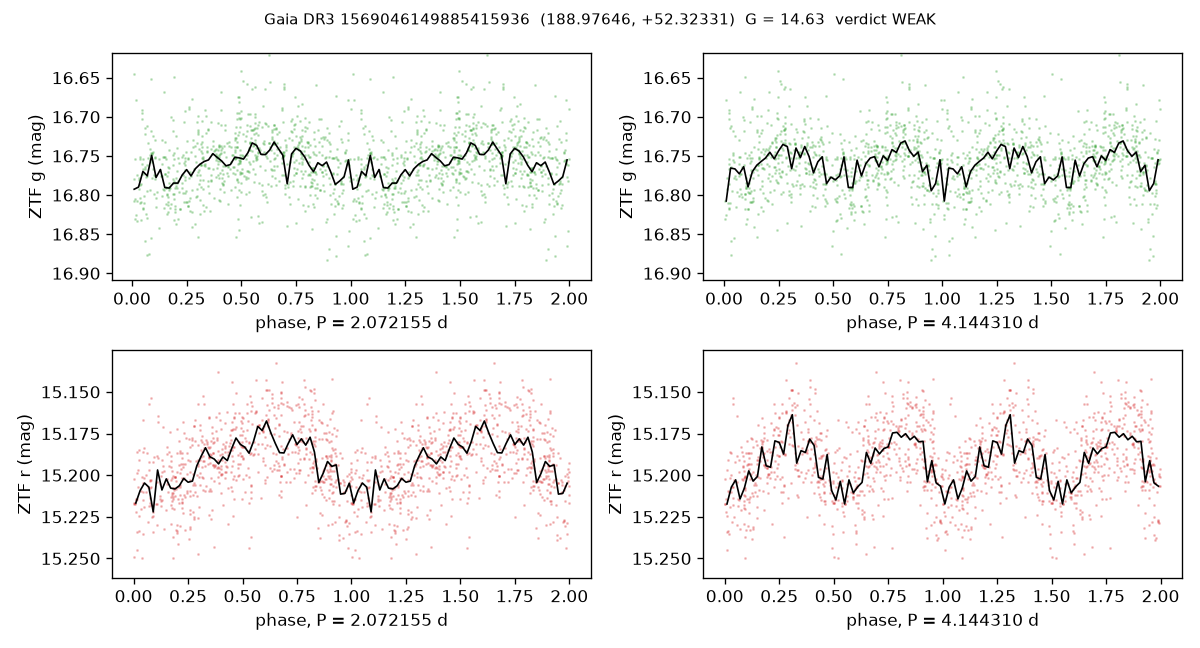 Gaia DR3 1569046149885415936  (188.97646, +52.32331)  G = 14.63  verdict WEAK
ZTF g (mag)
16.65
16.70
16.75
16.80
16.85
16.90
0.00 0.25 0.50 0.75 1.00 1.25 1.50 1.75 2.00
phase, P = 2.072155 d
ZTF g (mag)
16.65
16.70
16.75
16.80
16.85
16.90
0.00 0.25 0.50 0.75 1.00 1.25 1.50 1.75 2.00
phase, P = 4.144310 d
ZTF r (mag)
15.150
15.175
15.200
15.225
15.250
0.00 0.25 0.50 0.75 1.00 1.25 1.50 1.75 2.00
phase, P = 2.072155 d
ZTF r (mag)
15.150
15.175
15.200
15.225
15.250
0.00 0.25 0.50 0.75 1.00 1.25 1.50 1.75 2.00
phase, P = 4.144310 d